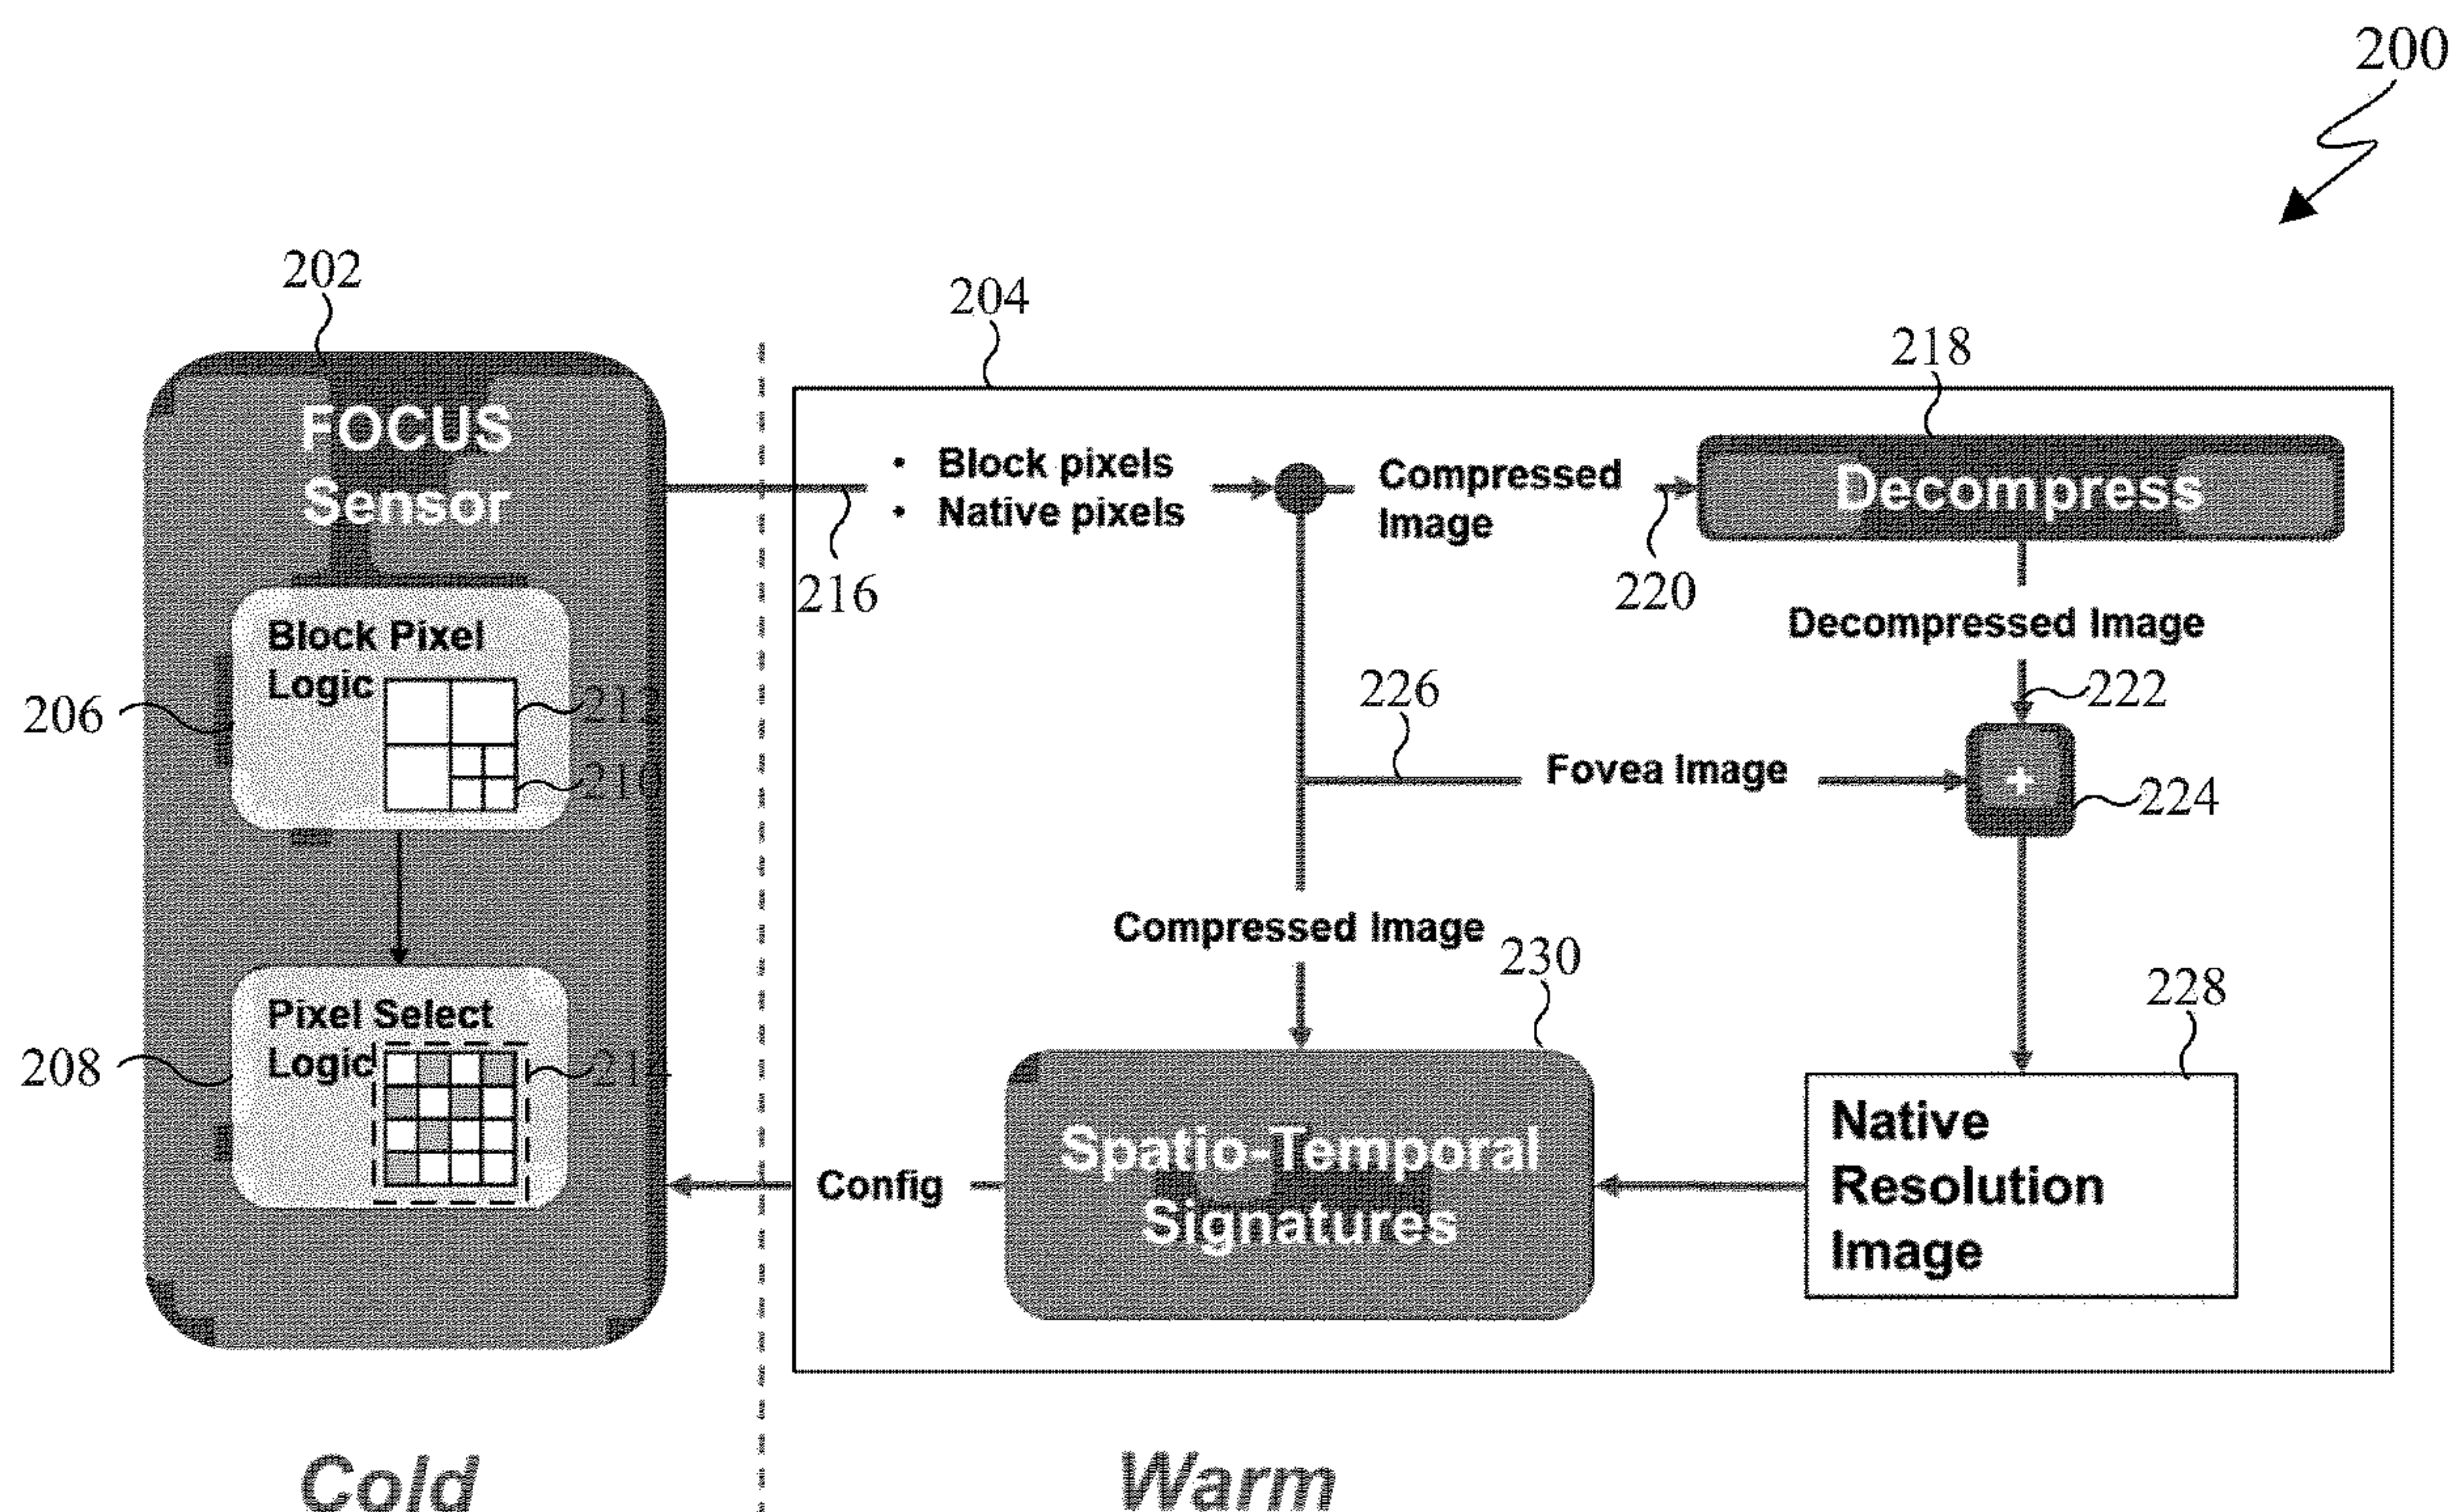 200
202
204
218
FOCUS
Sensor
• Block pixels
• Native pixels
Compressed
Image
Decompress
216
220
Block Pixel
Logic
212
206
210
Decompressed Image
222
226
Fovea Image
+
224
Compressed Image
230
228
Pixel Select
Logic
208
214
Spatio-Temporal
Signatures
Config
Native
Resolution
Image
Cold
Warm